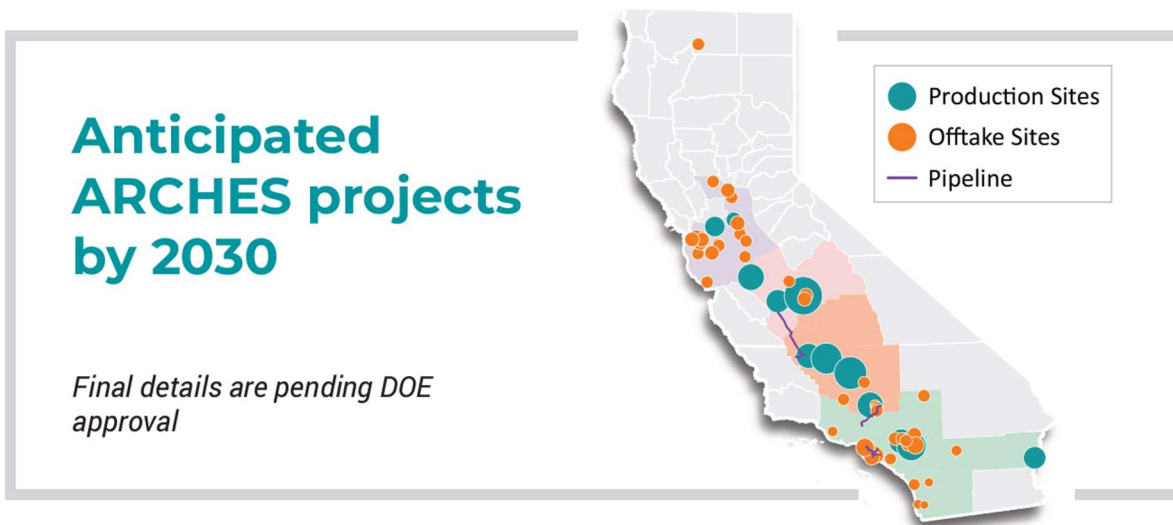 Anticipated
ARCHES projects
by 2030
Final details are pending DOE
approval
Production Sites
Offtake Sites
Pipeline